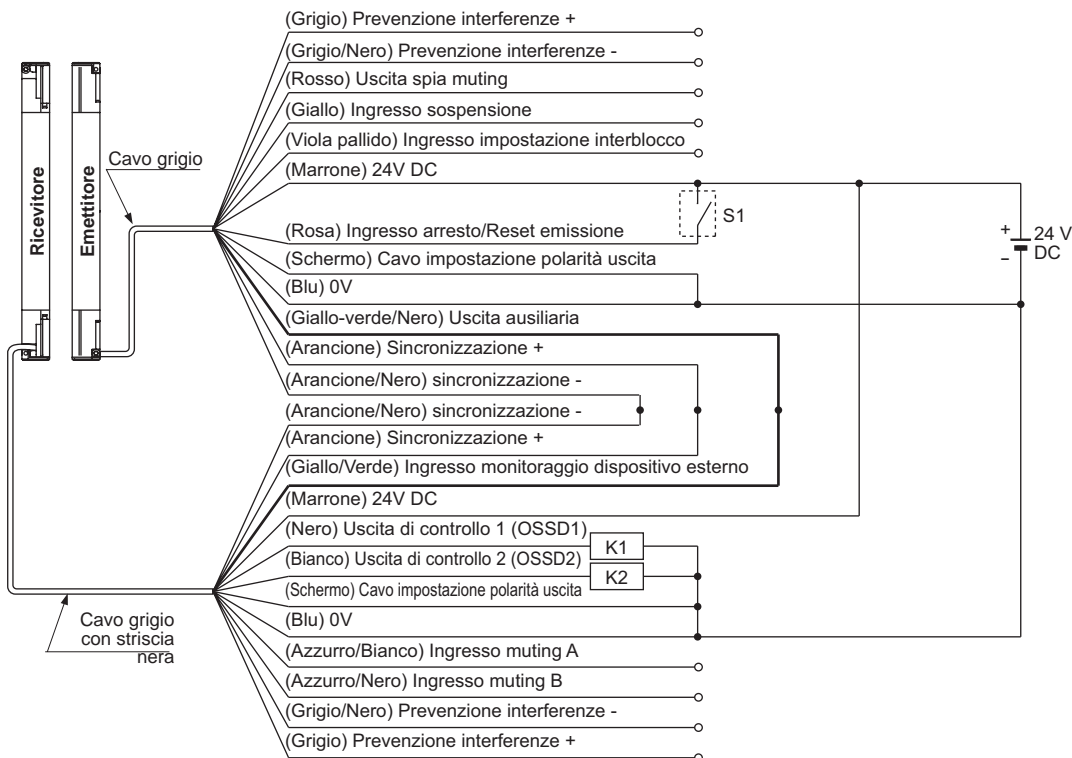 (Grigio) Prevenzione interferenze +
(Grigio/Nero) Prevenzione interferenze -
(Rosso) Uscita spia muting
(Giallo) Ingresso sospensione
(Viola pallido) Ingresso impostazione interblocco
(Marrone) 24V DC
Cavo grigio
Ricevitore
Emettitore
S1
(Rosa) Ingresso arresto/Reset emissione
+
24 V
–
DC
(Schermo) Cavo impostazione polarità uscita
(Blu) 0V
(Giallo-verde/Nero) Uscita ausiliaria
(Arancione) Sincronizzazione +
(Arancione/Nero) sincronizzazione -
(Arancione/Nero) sincronizzazione -
(Arancione) Sincronizzazione +
(Giallo/Verde) Ingresso monitoraggio dispositivo esterno
(Marrone) 24V DC
(Nero) Uscita di controllo 1 (OSSD1)
K1
(Bianco) Uscita di controllo 2 (OSSD2)
K2
(Schermo) Cavo impostazione polarità uscita
(Blu) 0V
Cavo grigio
con striscia
nera
(Azzurro/Bianco) Ingresso muting A
(Azzurro/Nero) Ingresso muting B
(Grigio/Nero) Prevenzione interferenze -
(Grigio) Prevenzione interferenze +